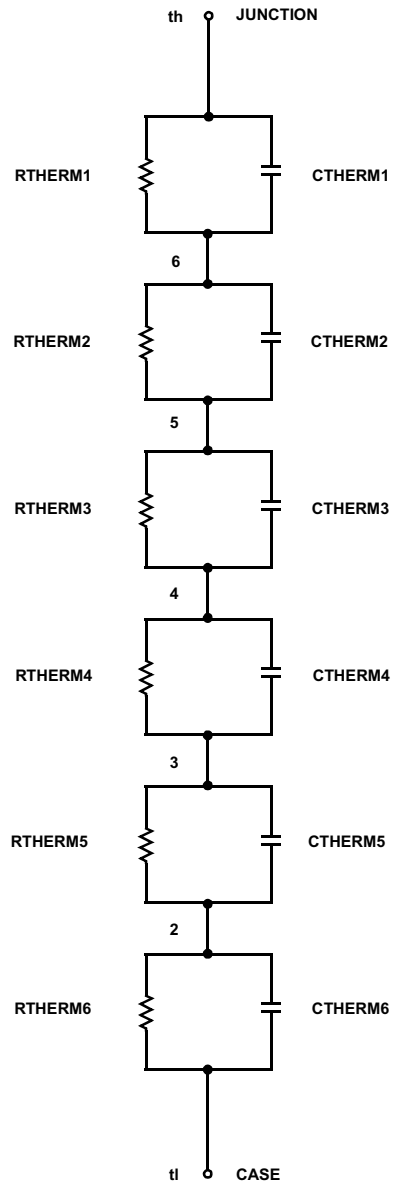 th JUNCTION
RTHERM1 CTHERM1
6
RTHERM2 CTHERM2
5
RTHERM3 CTHERM3
4
RTHERM4 CTHERM4
3
RTHERM5 CTHERM5
2
RTHERM6 CTHERM6
tl CASE